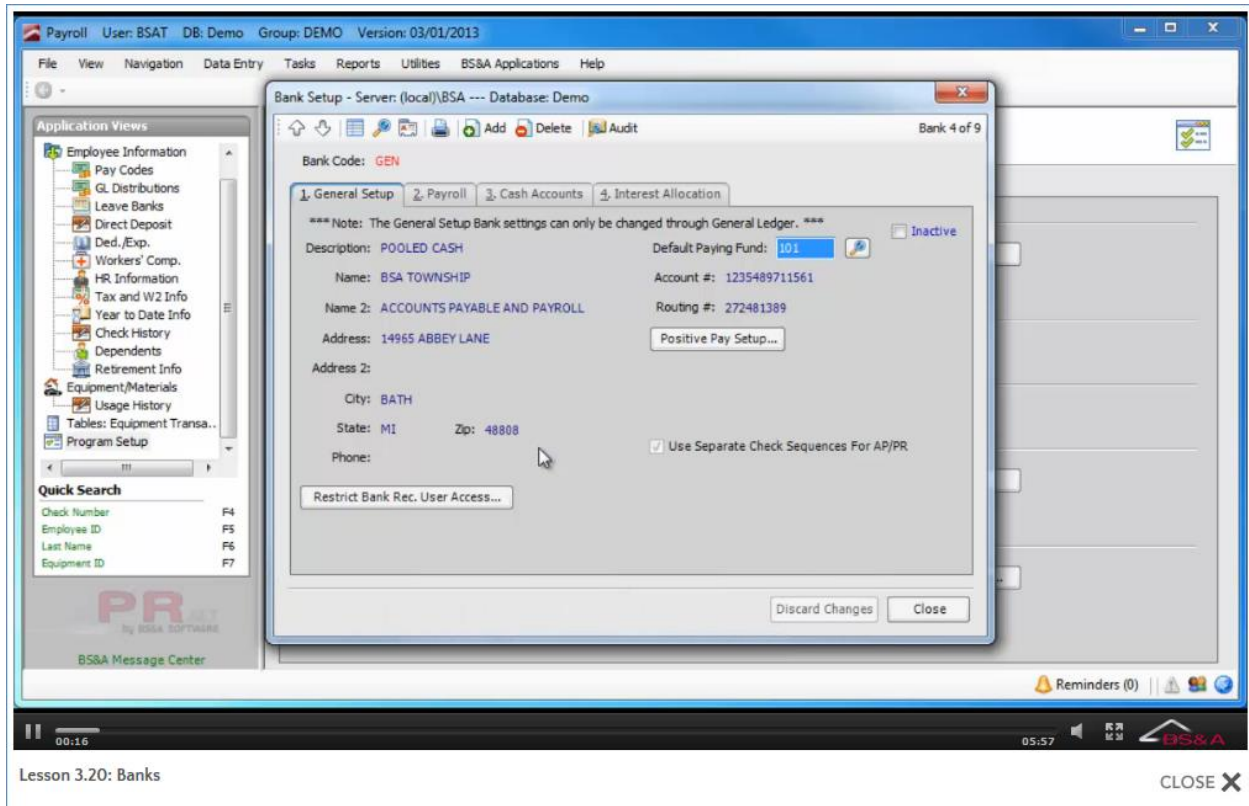 Payroll User: BSAT DB: Demo Group: DEMO Version: 03/01/2013
File View Navigation Data Entry Tasks Reports Utilities BS&A Applications Help
Application Views
Employee Information
Pay Codes
GL Distributions
Leave Banks
Direct Deposit
Ded./Exp.
Workers' Comp.
HR Information
Tax and W2 Info
Year to Date Info
Check History
Dependents
Retirement Info
Equipment/Materials
Usage History
Tables: Equipment Transa..
Program Setup
Quick Search
Check Number F4
Employee ID F5
Last Name F6
Equipment ID F7
PR.NET
by BS&A SOFTWARE
BS&A Message Center
Bank Setup - Server: (local)\BSA --- Database: Demo
Add Delete Audit Bank 4 of 9
Bank Code: GEN
1. General Setup 2. Payroll 3. Cash Accounts 4. Interest Allocation
*** Note: The General Setup Bank settings can only be changed through General Ledger. ***
Inactive
Description: POOLED CASH Default Paying Fund: 101
Name: BSA TOWNSHIP Account #: 1235489711561
Name 2: ACCOUNTS PAYABLE AND PAYROLL Routing #: 272481389
Address: 14965 ABBEY LANE Positive Pay Setup...
Address 2:
City: BATH
State: MI Zip: 48808
Use Separate Check Sequences For AP/PR
Phone:
Restrict Bank Rec. User Access...
Discard Changes Close
..
Reminders (0)
00:16 05:57 BS&A
Lesson 3.20: Banks
CLOSE X